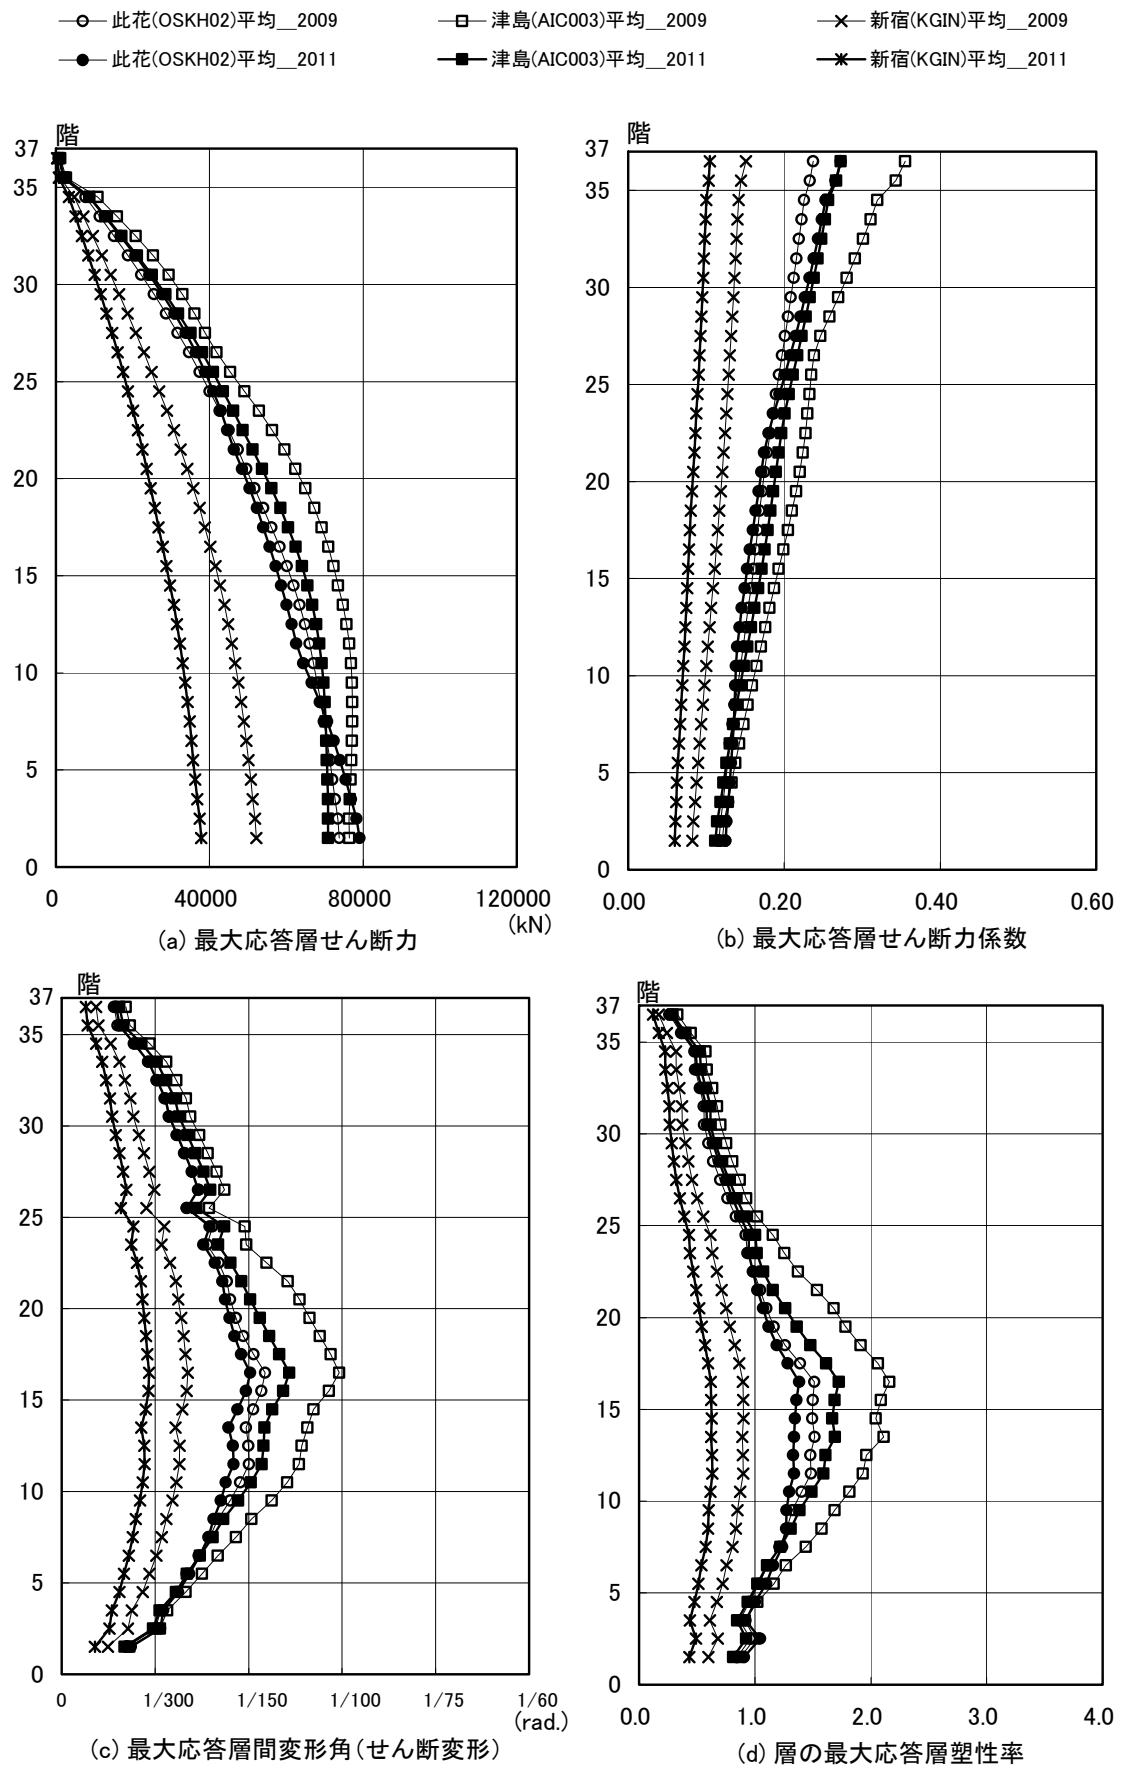 此花(OSKH02)平均__2009 津島(AIC003)平均__2009 新宿(KGIN)平均__2009
此花(OSKH02)平均__2011 津島(AIC003)平均__2011 新宿(KGIN)平均__2011
階
37
35
30
25
20
15
10
5
0
0 40000 80000 120000
(kN)
(a) 最大応答層せん断力
階
37
35
30
25
20
15
10
5
0
0.00 0.20 0.40 0.60
(b) 最大応答層せん断力係数
階
37
35
30
25
20
15
10
5
0
0 1/300 1/150 1/100 1/75 1/60
(rad.)
(c) 最大応答層間変形角(せん断変形)
階
37
35
30
25
20
15
10
5
0
0.0 1.0 2.0 3.0 4.0
(d) 層の最大応答層塑性率